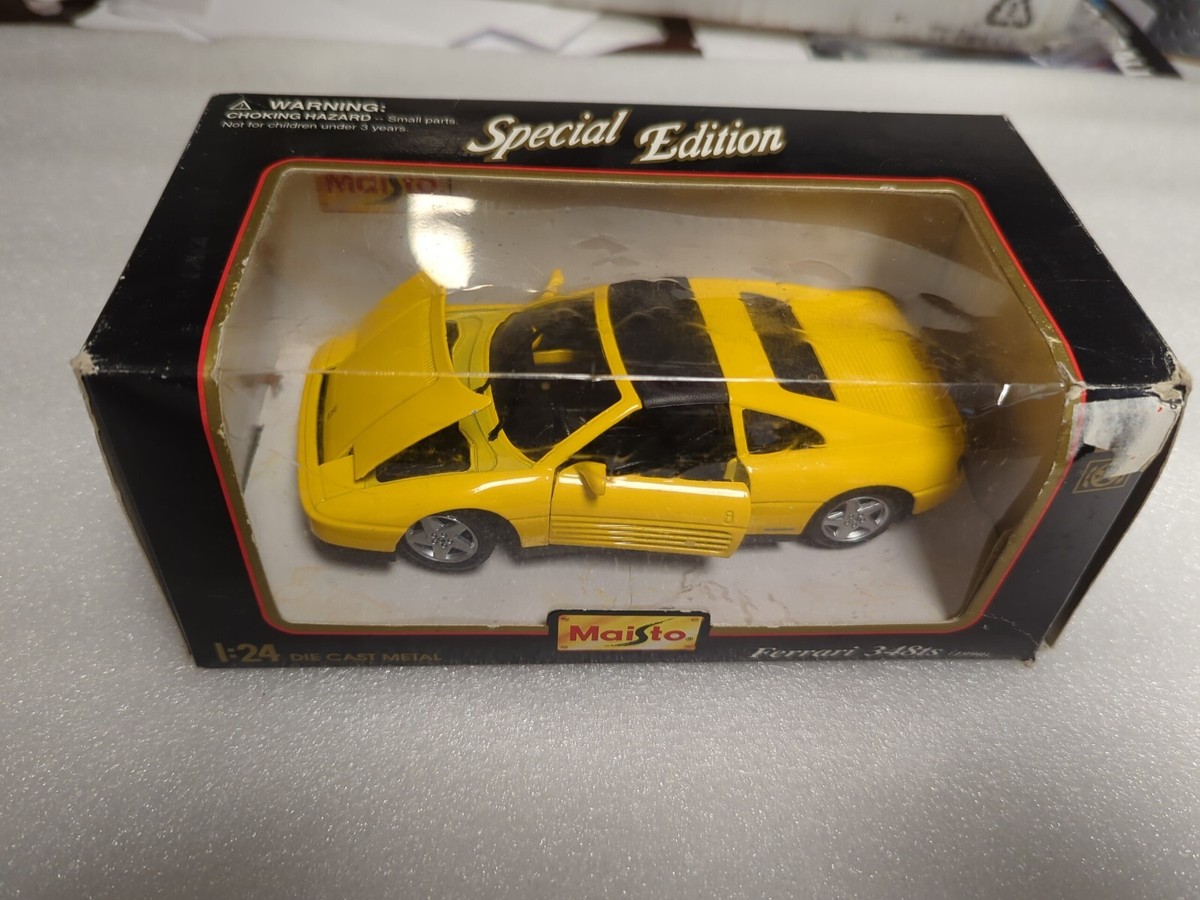 ⚠ WARNING:
CHOKING HAZARD -- Small parts.
Not for children under 3 years.
Special Edition
Maisto
Maisto®
1:24 DIE CAST METAL
Ferrari 348ts